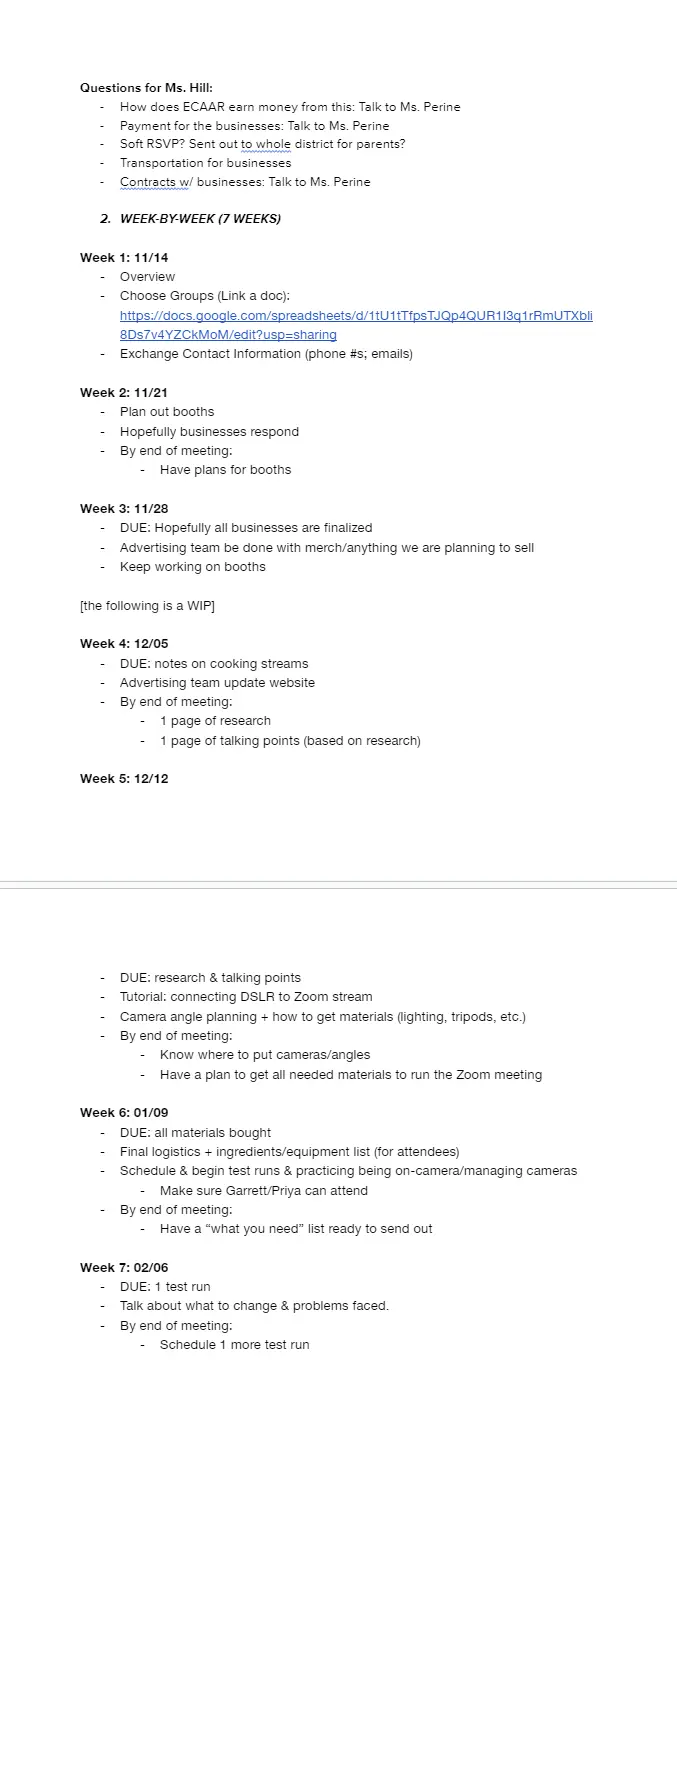 Questions for Ms. Hill:
- How does ECAAR earn money from this: Talk to Ms. Perine
- Payment for the businesses: Talk to Ms. Perine
- Soft RSVP? Sent out to whole district for parents?
- Transportation for businesses
- Contracts w/ businesses: Talk to Ms. Perine
2. WEEK-BY-WEEK (7 WEEKS)
Week 1: 11/14
- Overview
- Choose Groups (Link a doc):
https://docs.google.com/spreadsheets/d/1tU1tTfpsTJQp4QUR1I3q1rRmUTXbli
8Ds7v4YZCkMoM/edit?usp=sharing
- Exchange Contact Information (phone #s; emails)
Week 2: 11/21
- Plan out booths
- Hopefully businesses respond
- By end of meeting:
- Have plans for booths
Week 3: 11/28
- DUE: Hopefully all businesses are finalized
- Advertising team be done with merch/anything we are planning to sell
- Keep working on booths
[the following is a WIP]
Week 4: 12/05
- DUE: notes on cooking streams
- Advertising team update website
- By end of meeting:
- 1 page of research
- 1 page of talking points (based on research)
Week 5: 12/12
- DUE: research & talking points
- Tutorial: connecting DSLR to Zoom stream
- Camera angle planning + how to get materials (lighting, tripods, etc.)
- By end of meeting:
- Know where to put cameras/angles
- Have a plan to get all needed materials to run the Zoom meeting
Week 6: 01/09
- DUE: all materials bought
- Final logistics + ingredients/equipment list (for attendees)
- Schedule & begin test runs & practicing being on-camera/managing cameras
- Make sure Garrett/Priya can attend
- By end of meeting:
- Have a “what you need” list ready to send out
Week 7: 02/06
- DUE: 1 test run
- Talk about what to change & problems faced.
- By end of meeting:
- Schedule 1 more test run